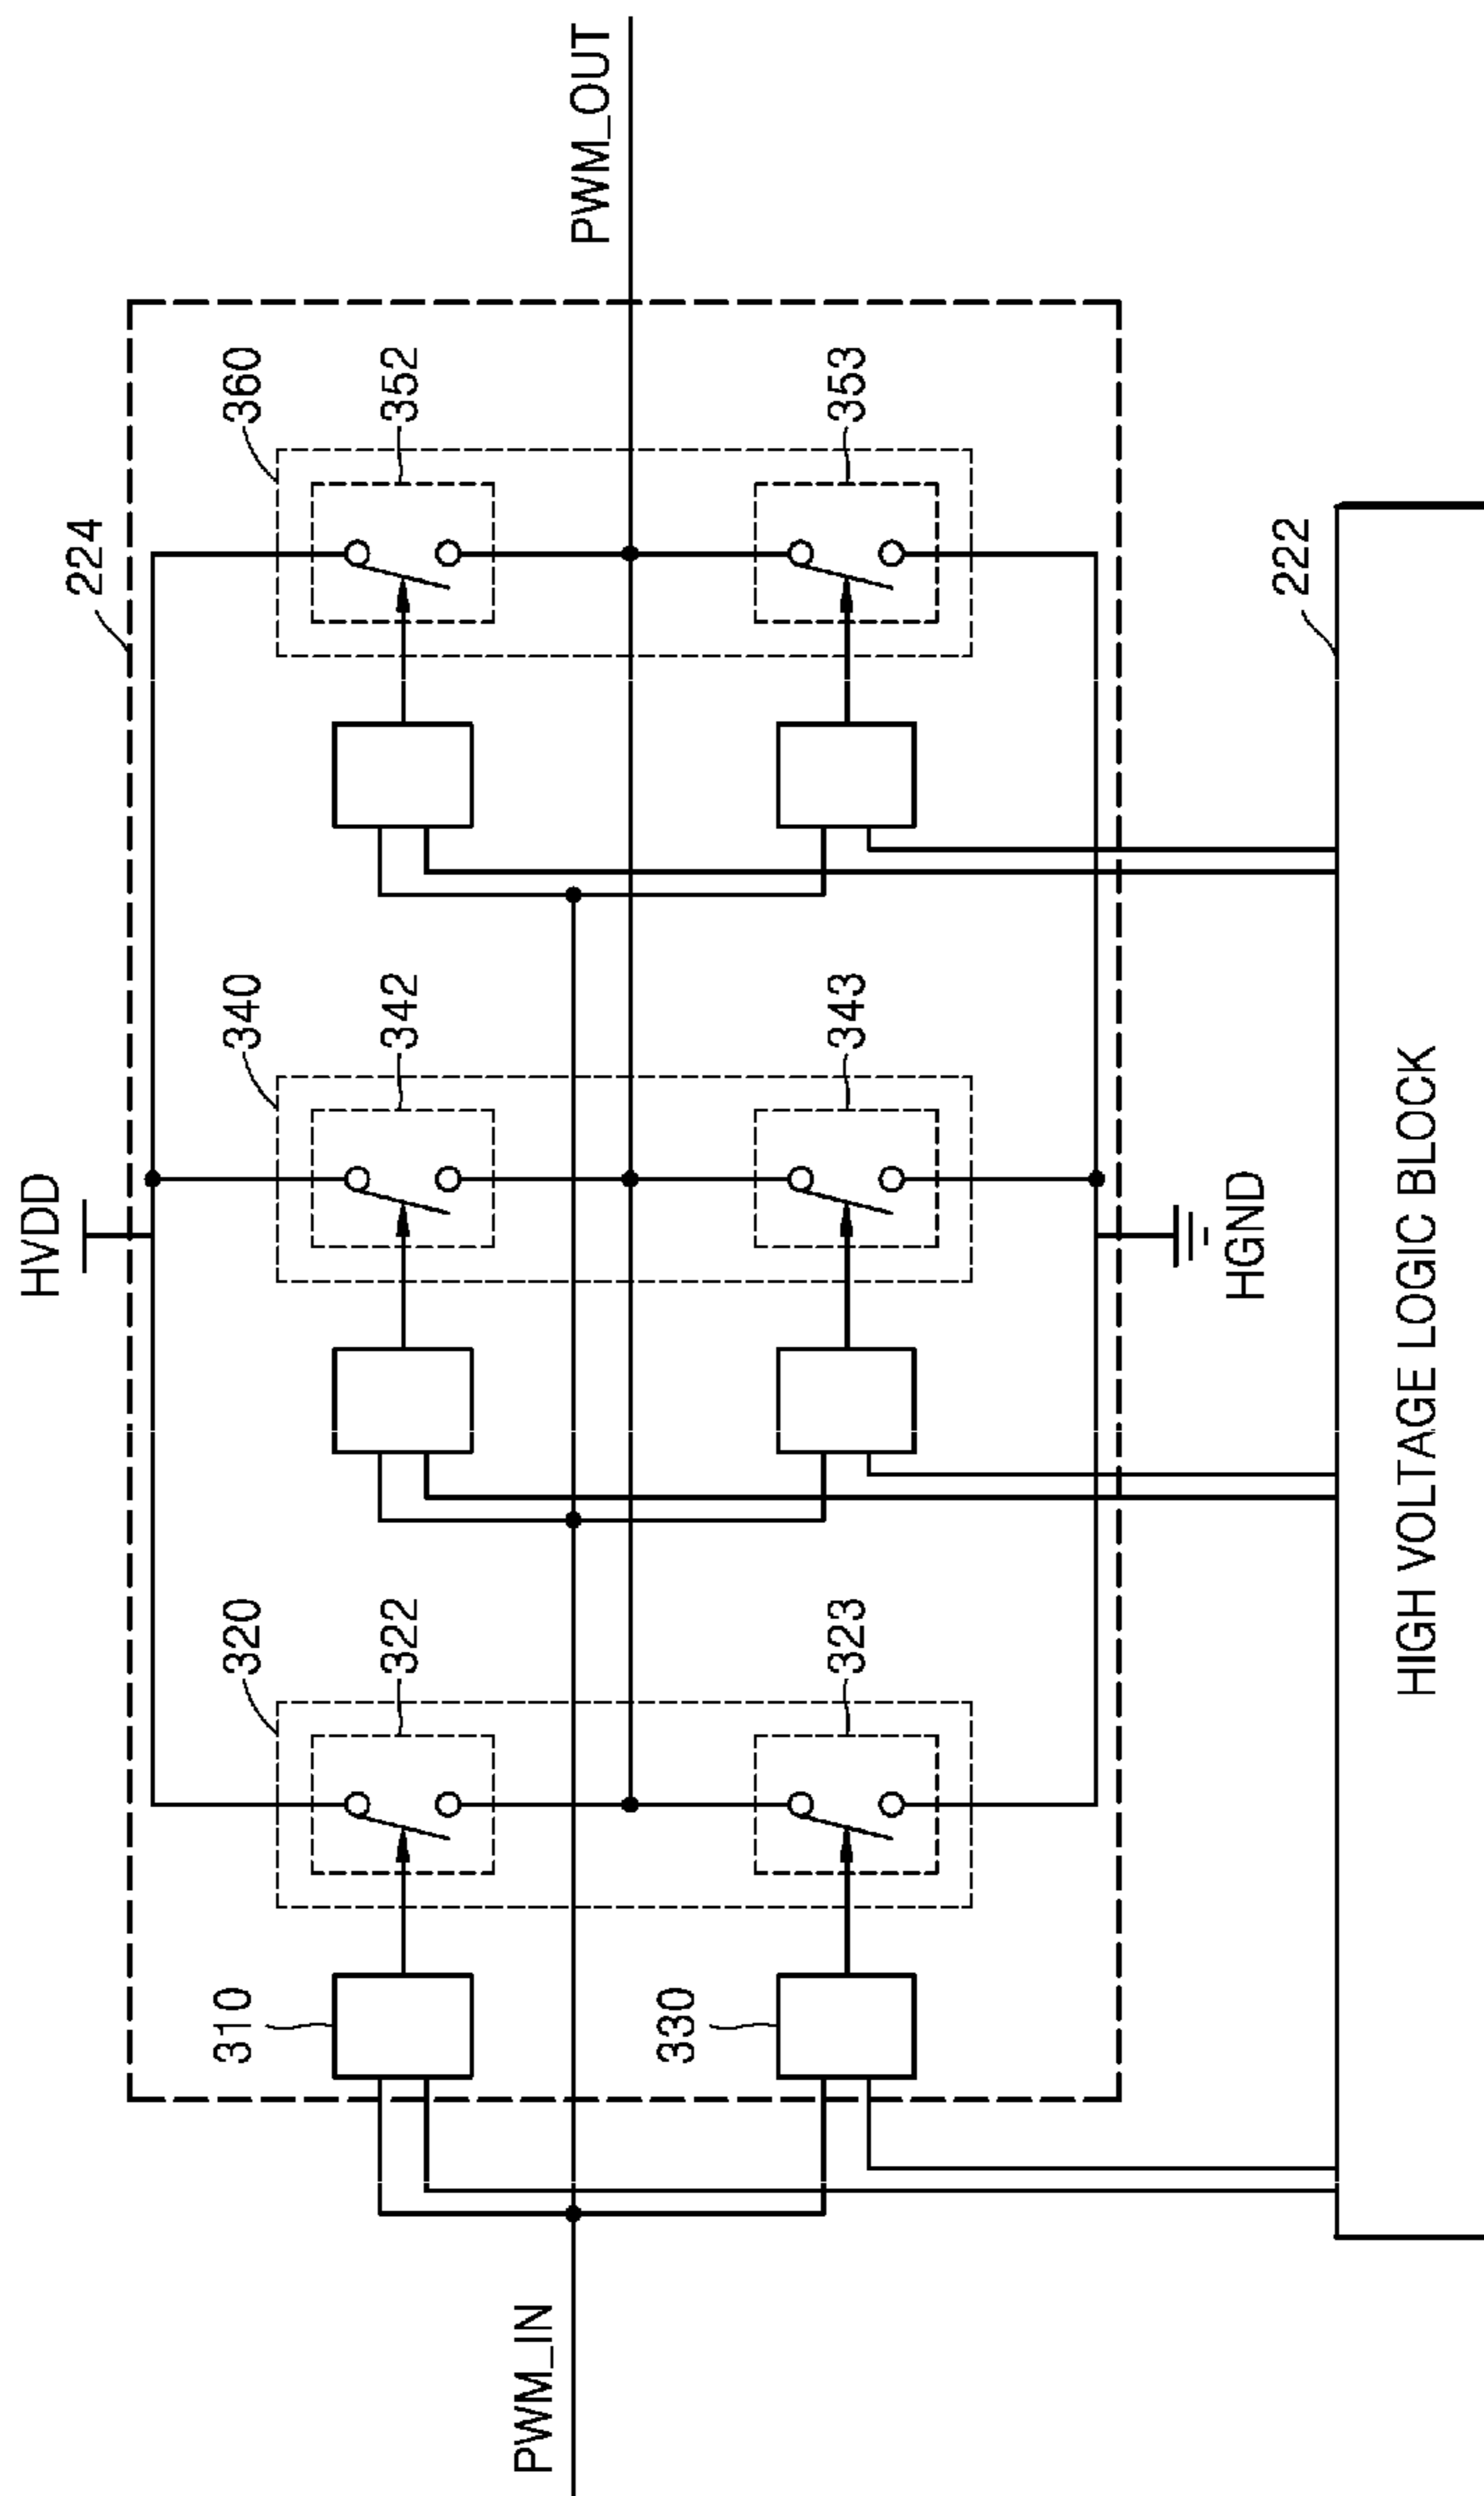 HVDD
224
320
340
360
322
342
352
310
PWM_IN
PWM_OUT
330
323
343
353
HGND
222
HIGH VOLTAGE LOGIC BLOCK